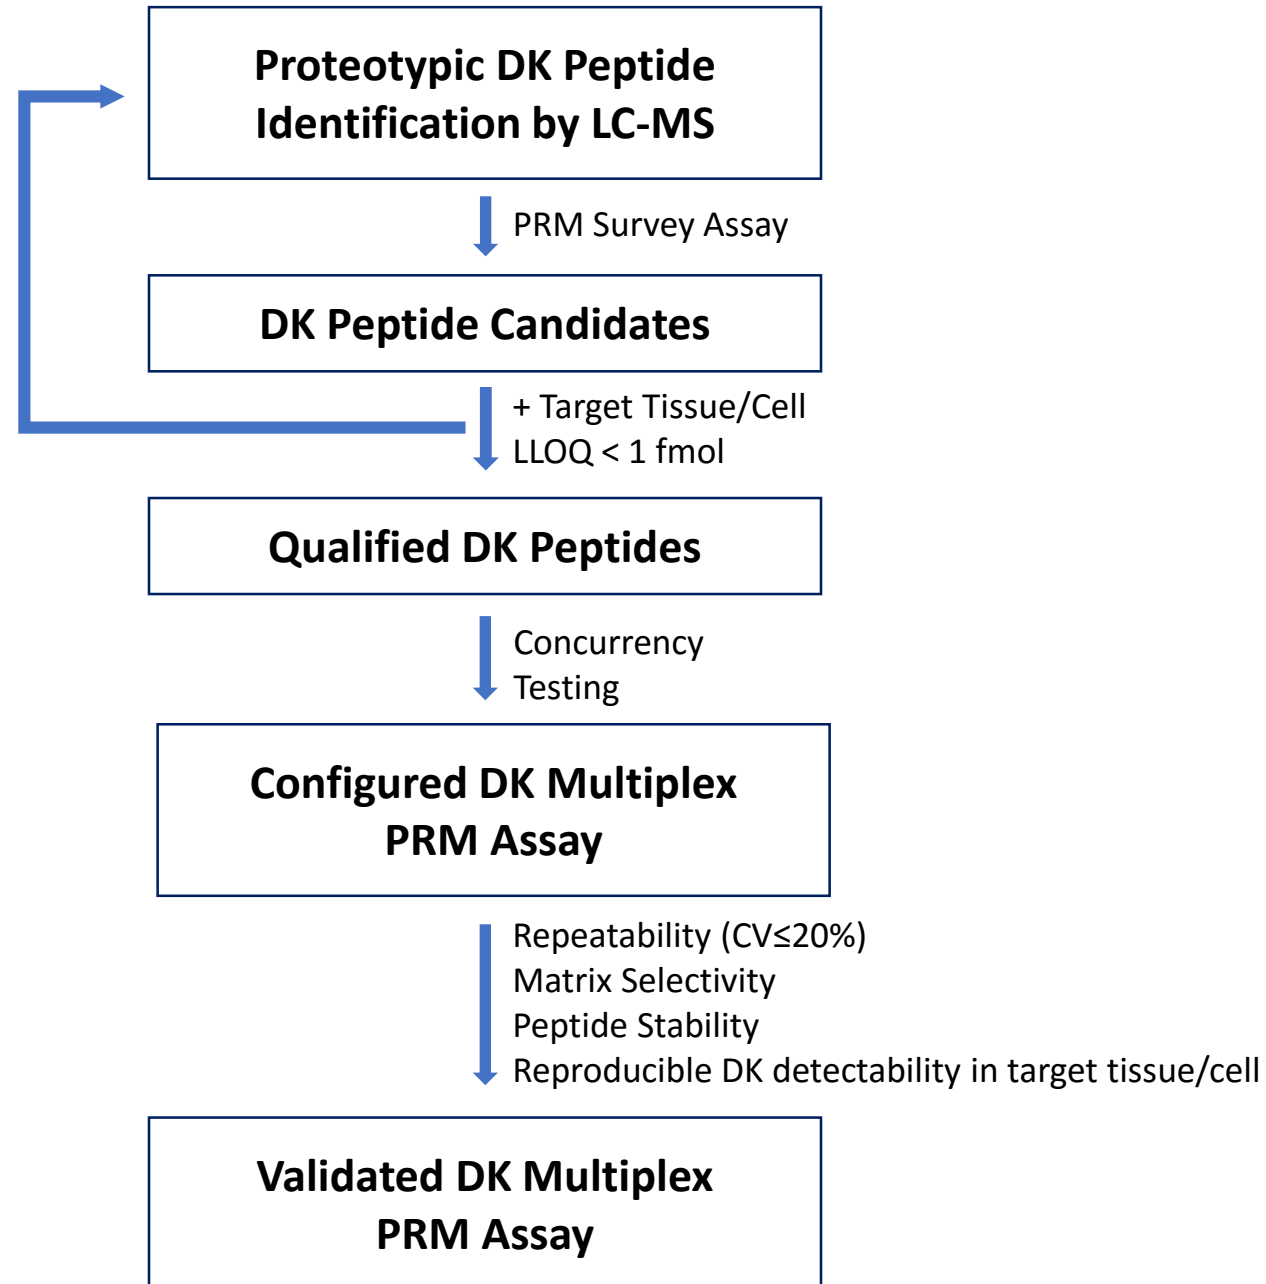 Proteotypic DK Peptide
Identification by LC-MS
PRM Survey Assay
DK Peptide Candidates
+ Target Tissue/Cell
LLOQ < 1 fmol
Qualified DK Peptides
Concurrency
Testing
Configured DK Multiplex
PRM Assay
Repeatability (CV≤20%)
Matrix Selectivity
Peptide Stability
Reproducible DK detectability in target tissue/cell
Validated DK Multiplex
PRM Assay